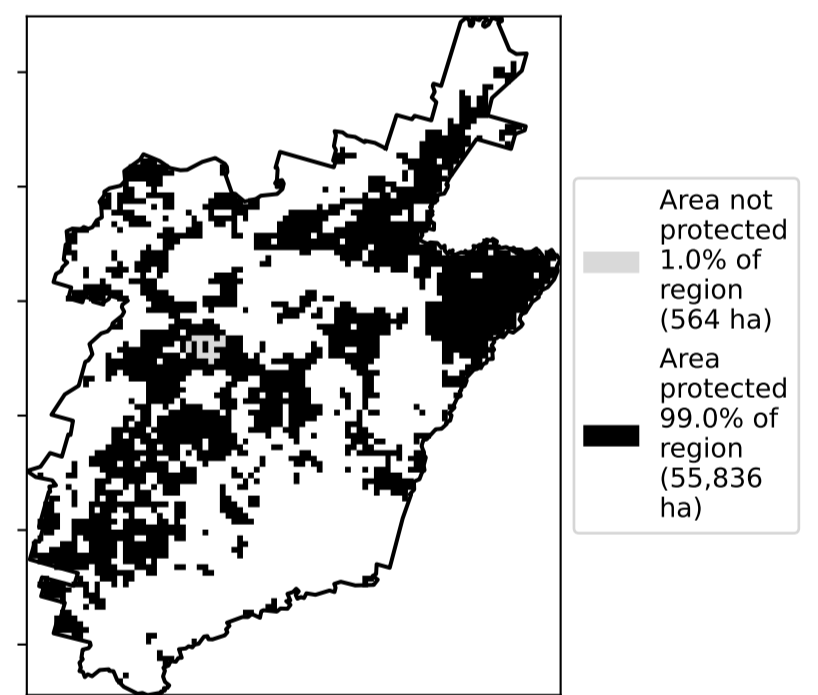 Area not
protected
1.0% of
region
(564 ha)
Area
protected
99.0% of
region
(55,836
ha)